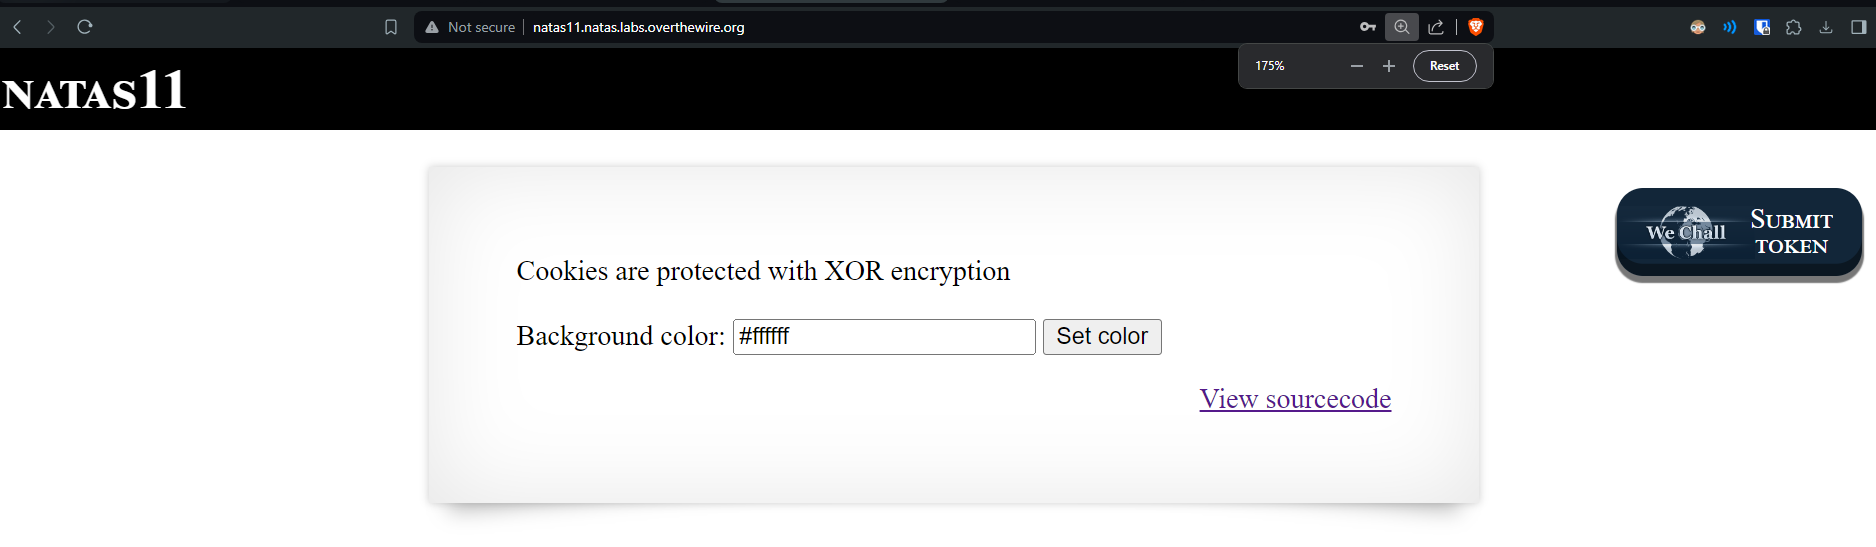 Not secure natas11.natas.labs.overthewire.org
175% Reset
NATAS11
We Chall SUBMIT TOKEN
Cookies are protected with XOR encryption
Background color: #ffffff Set color
View sourcecode